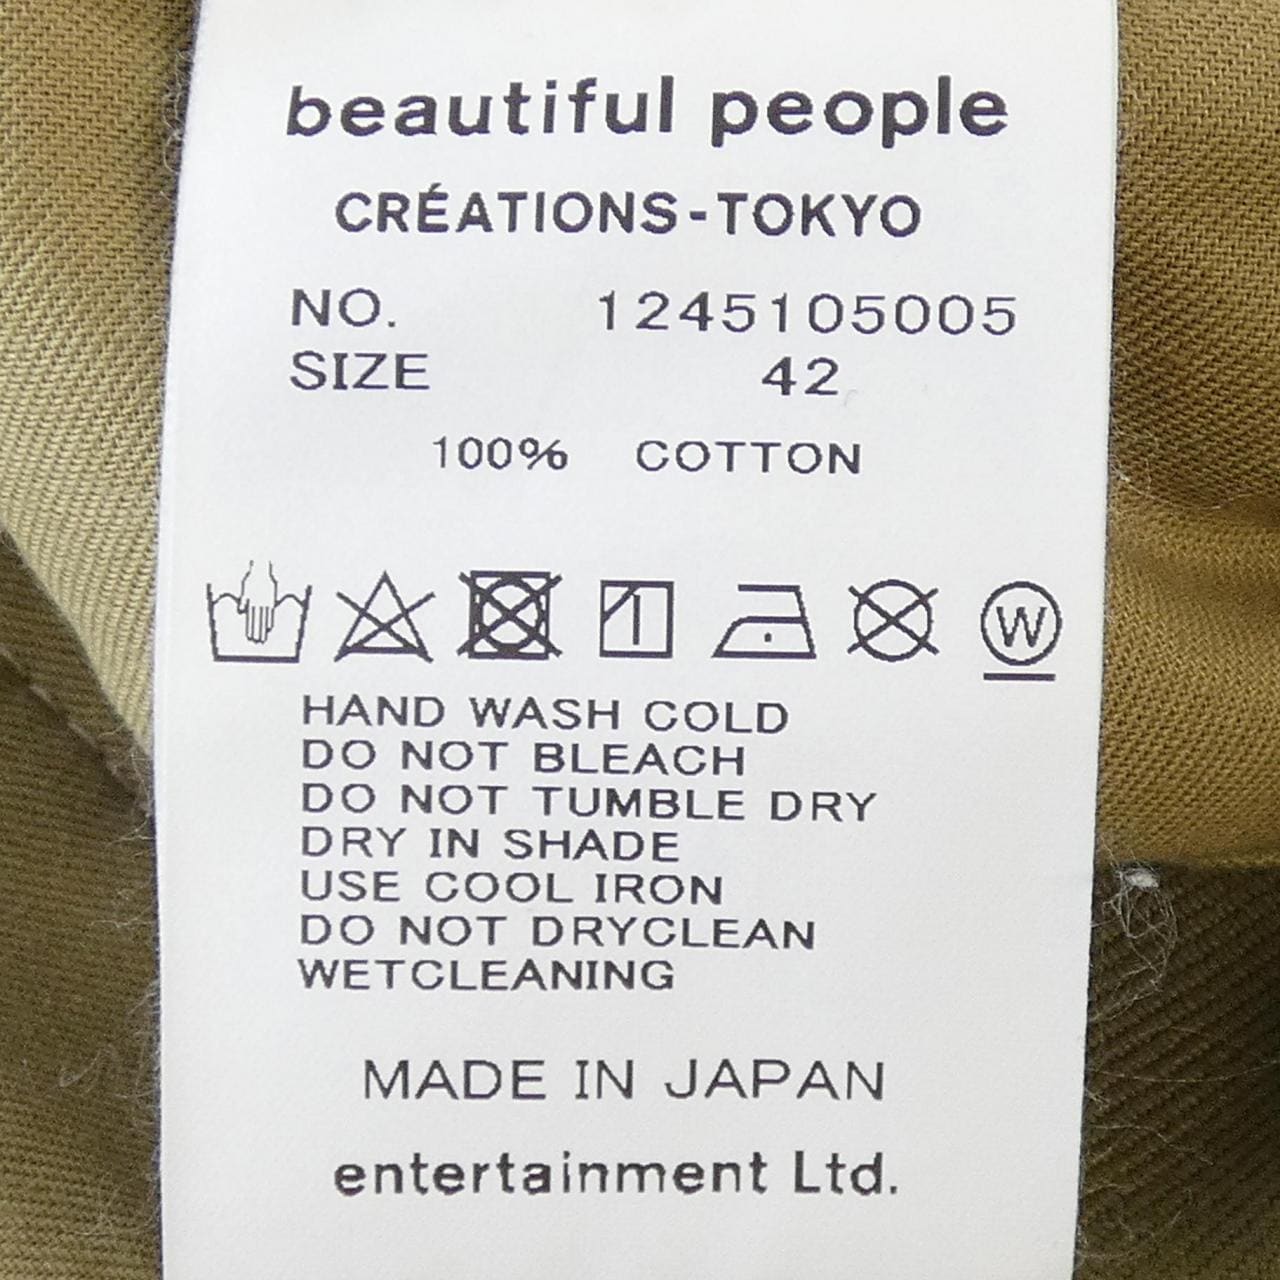 beautiful people
CRÉATIONS-TOKYO
NO. 1245105005
SIZE 42
100% COTTON
W
HAND WASH COLD
DO NOT BLEACH
DO NOT TUMBLE DRY
DRY IN SHADE
USE COOL IRON
DO NOT DRYCLEAN
WETCLEANING
MADE IN JAPAN
entertainment Ltd.